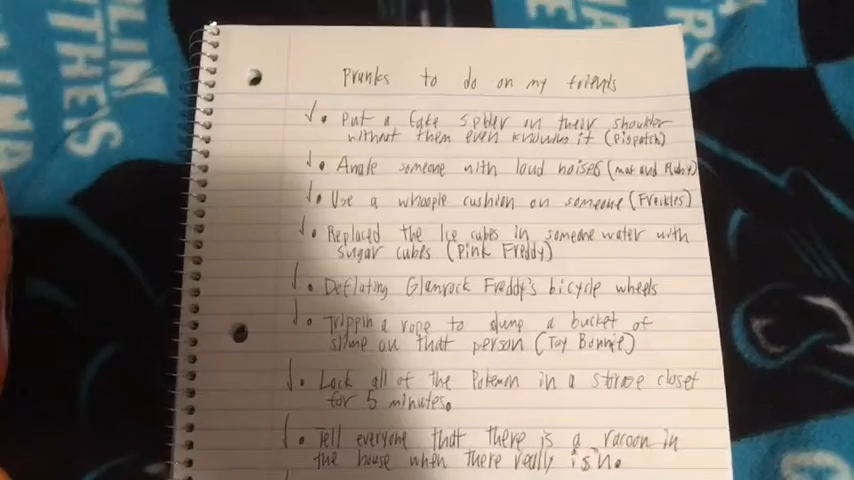 Pranks to do on my friends
✓ • Put a fake spider on their shoulder
without them even knowing it (Dispatch)
✓ • Awake someone with loud noises (max and Ruby)
✓ • Use a whoopie cushion on someone (Freckles)
✓ • Replaced the Ice cubes in someone water with
sugar cubes (Pink Freddy)
✓ • Deflating Glamrock Freddy's bicycle wheels
✓ • Trippin a rope to dump a bucket of
slime on that person (Toy Bonnie)
✓ • Lock all of the Pokemon in a storage closet
for 5 minutes.
✓ • Tell everyone that there is a racoon in
the house when there really isn.